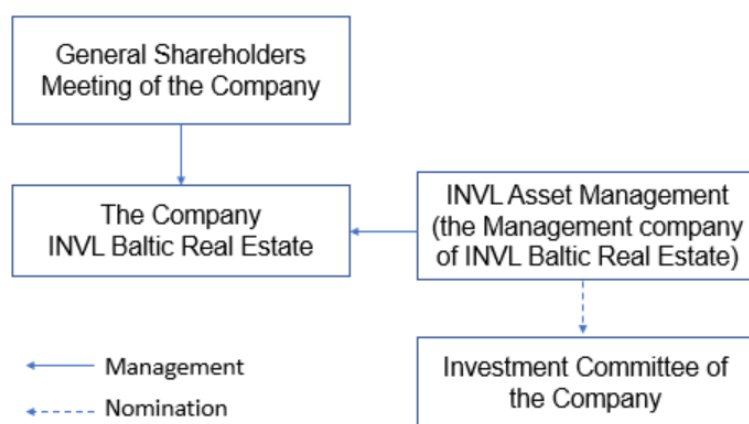 General Shareholders
Meeting of the Company
The Company
INVL Baltic Real Estate
INVL Asset Management
(the Management company
of INVL Baltic Real Estate)
Investment Committee of
the Company
Management
Nomination